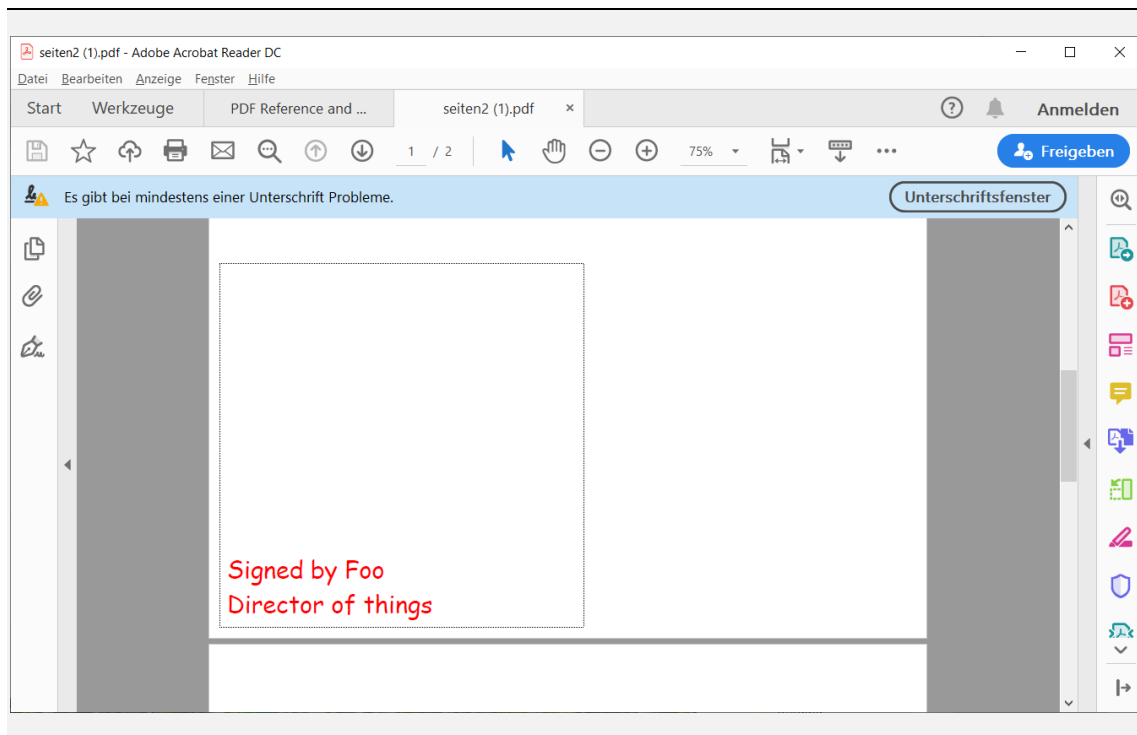 seiten2 (1).pdf - Adobe Acrobat Reader DC
Datei Bearbeiten Anzeige Fenster Hilfe
Start Werkzeuge PDF Reference and ... seiten2 (1).pdf × Anmelden
1 / 2 75% Freigeben
Es gibt bei mindestens einer Unterschrift Probleme. Unterschriftsfenster
Signed by Foo
Director of things